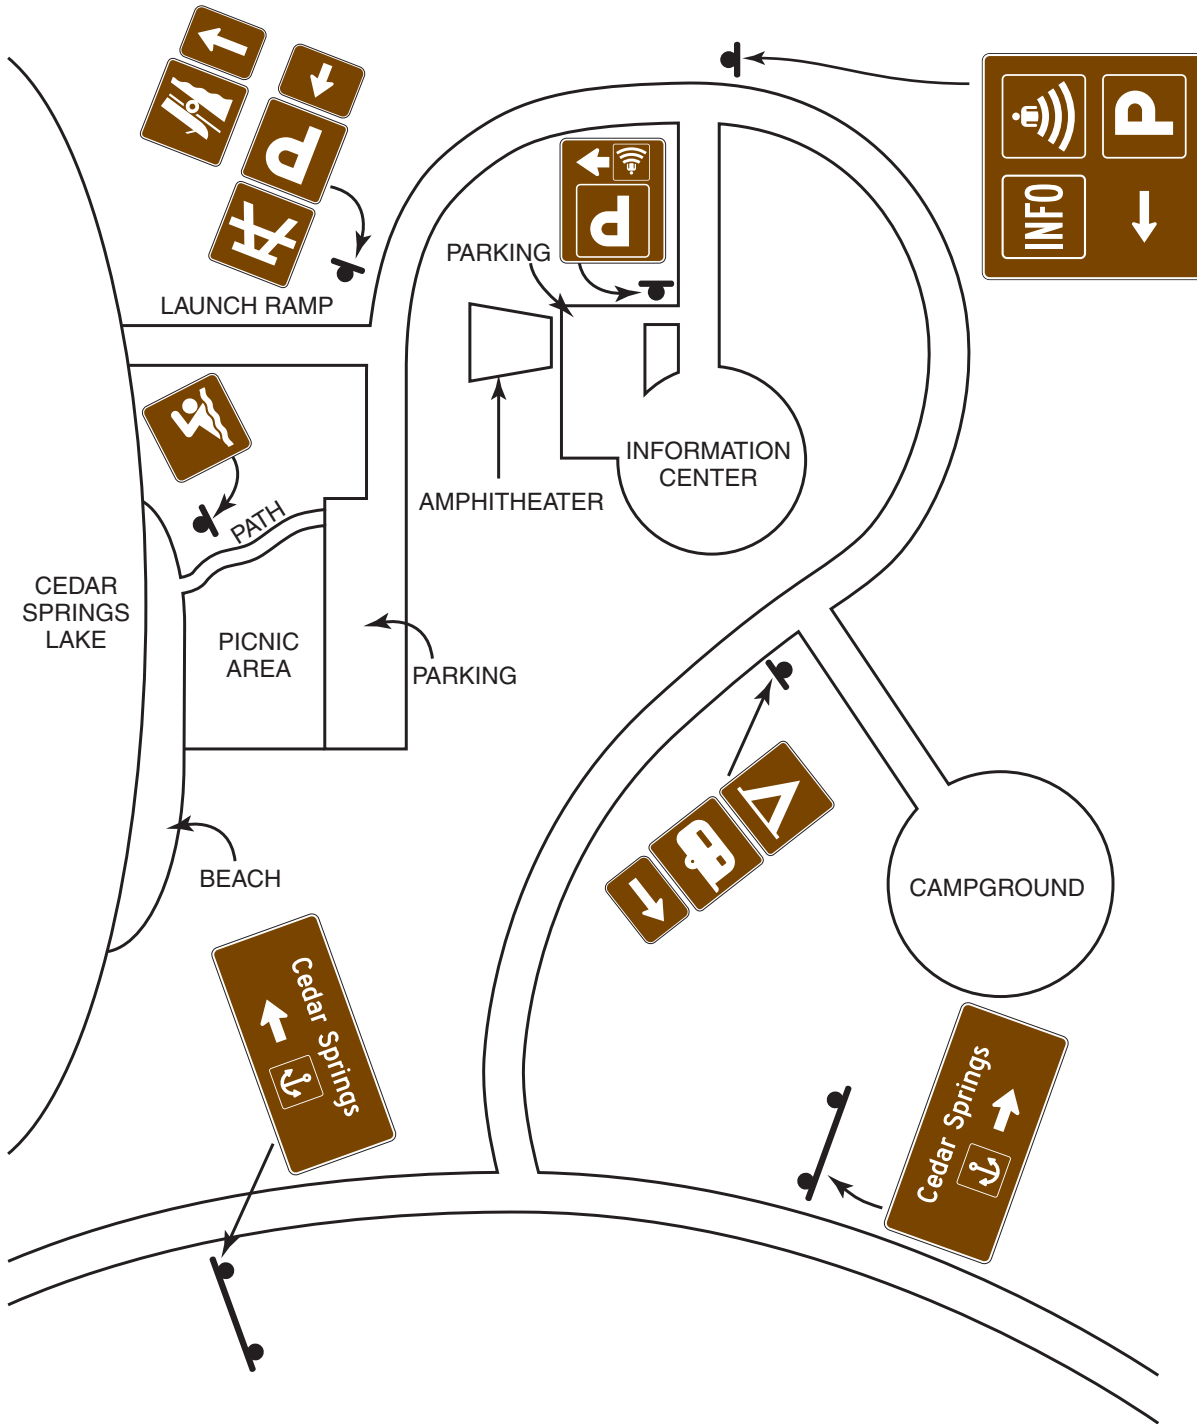 P
P
INFO
P
PARKING
LAUNCH RAMP
INFORMATION
CENTER
AMPHITHEATER
PATH
CEDAR
SPRINGS
LAKE
PICNIC
AREA
PARKING
BEACH
CAMPGROUND
Cedar Springs
Cedar Springs